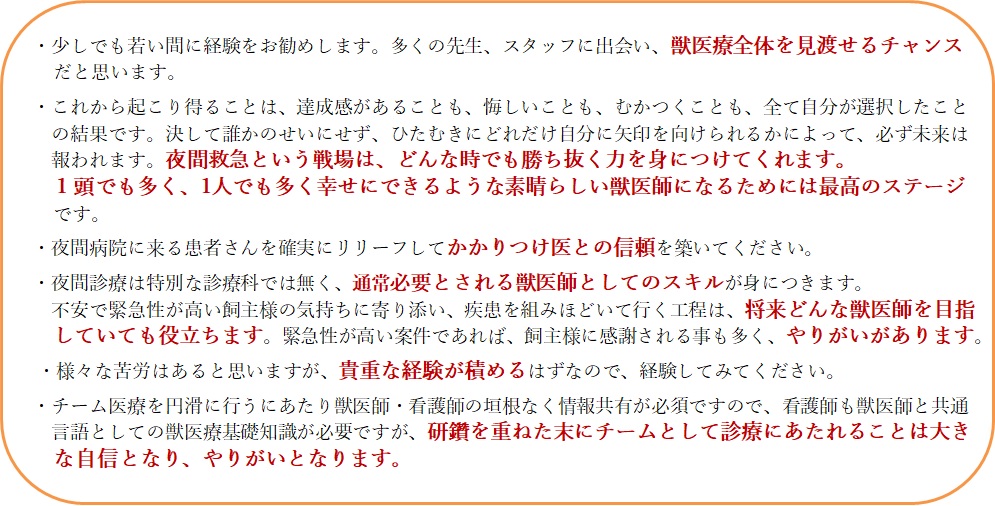 ・少しでも若い間に経験をお勧めします。多くの先生、スタッフに出会い、獣医療全体を見渡せるチャンス
だと思います。
・これから起こり得ることは、達成感があることも、悔しいことも、むかつくことも、全て自分が選択したこと
の結果です。決して誰かのせいにせず、ひたむきにどれだけ自分に矢印を向けられるかによって、必ず未来は
報われます。夜間救急という戦場は、どんな時でも勝ち抜く力を身につけてくれます。
１頭でも多く、1人でも多く幸せにできるような素晴らしい獣医師になるためには最高のステージ
です。
・夜間病院に来る患者さんを確実にリリーフしてかかりつけ医との信頼を築いてください。
・夜間診療は特別な診療科では無く、通常必要とされる獣医師としてのスキルが身につきます。
不安で緊急性が高い飼主様の気持ちに寄り添い、疾患を組みほどいて行く工程は、将来どんな獣医師を目指
していても役立ちます。緊急性が高い案件であれば、飼主様に感謝される事も多く、やりがいがあります。
・様々な苦労はあると思いますが、貴重な経験が積めるはずなので、経験してみてください。
・チーム医療を円滑に行うにあたり獣医師・看護師の垣根なく情報共有が必須ですので、看護師も獣医師と共通
言語としての獣医療基礎知識が必要ですが、研鑽を重ねた末にチームとして診療にあたれることは大き
な自信となり、やりがいとなります。